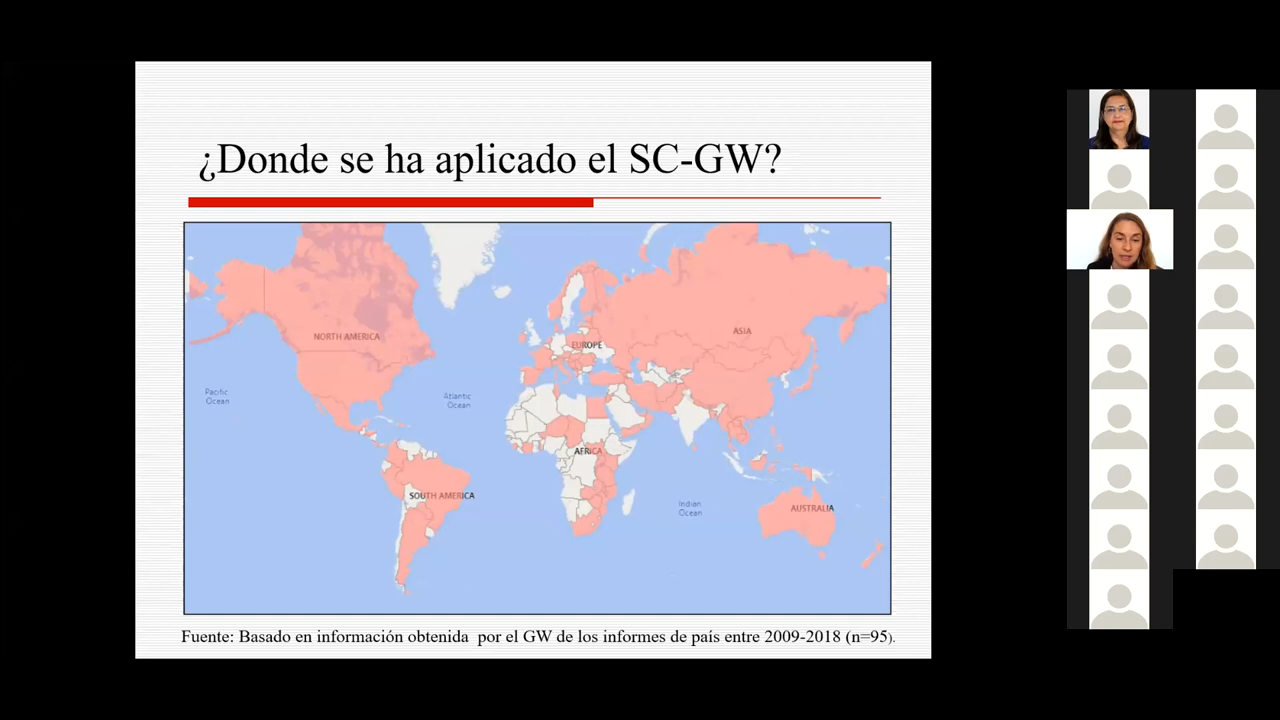 ¿Donde se ha aplicado el SC-GW?
NORTH AMERICA
ASIA
EUROPE
Pacific
Ocean
Atlantic
Ocean
AFRICA
SOUTH AMERICA
Indian
Ocean
AUSTRALIA
Fuente: Basado en información obtenida por el GW de los informes de país entre 2009-2018 (n=95).